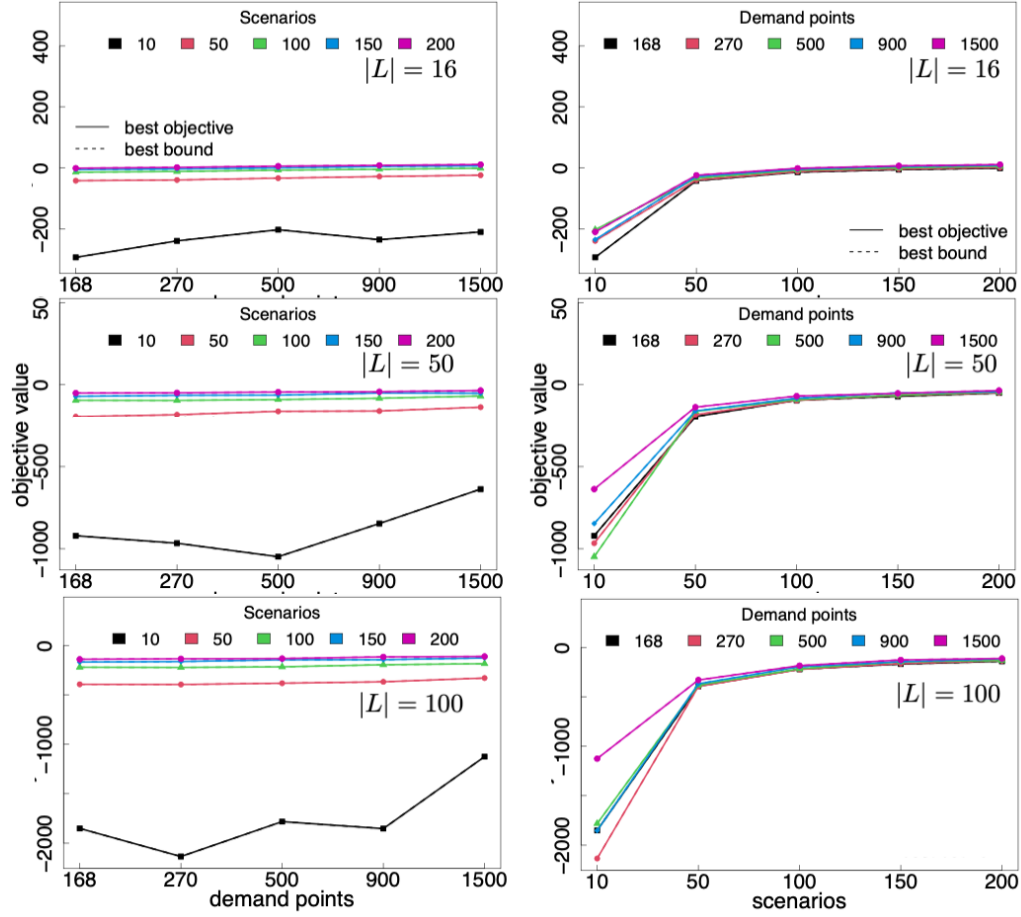 Scenarios
10 50 100 150 200
|L| = 16
400
200
0
−200
best objective
best bound
168 270 500 900 1500
Demand points
168 270 500 900 1500
|L| = 16
400
200
0
−200
best objective
best bound
10 50 100 150 200
Scenarios
10 50 100 150 200
|L| = 50
objective value
50
0
−500
−1000
168 270 500 900 1500
Demand points
168 270 500 900 1500
|L| = 50
objective value
50
0
−500
−1000
10 50 100 150 200
Scenarios
10 50 100 150 200
|L| = 100
0
−1000
−2000
168 270 500 900 1500
demand points
Demand points
168 270 500 900 1500
|L| = 100
0
−1000
−2000
10 50 100 150 200
scenarios